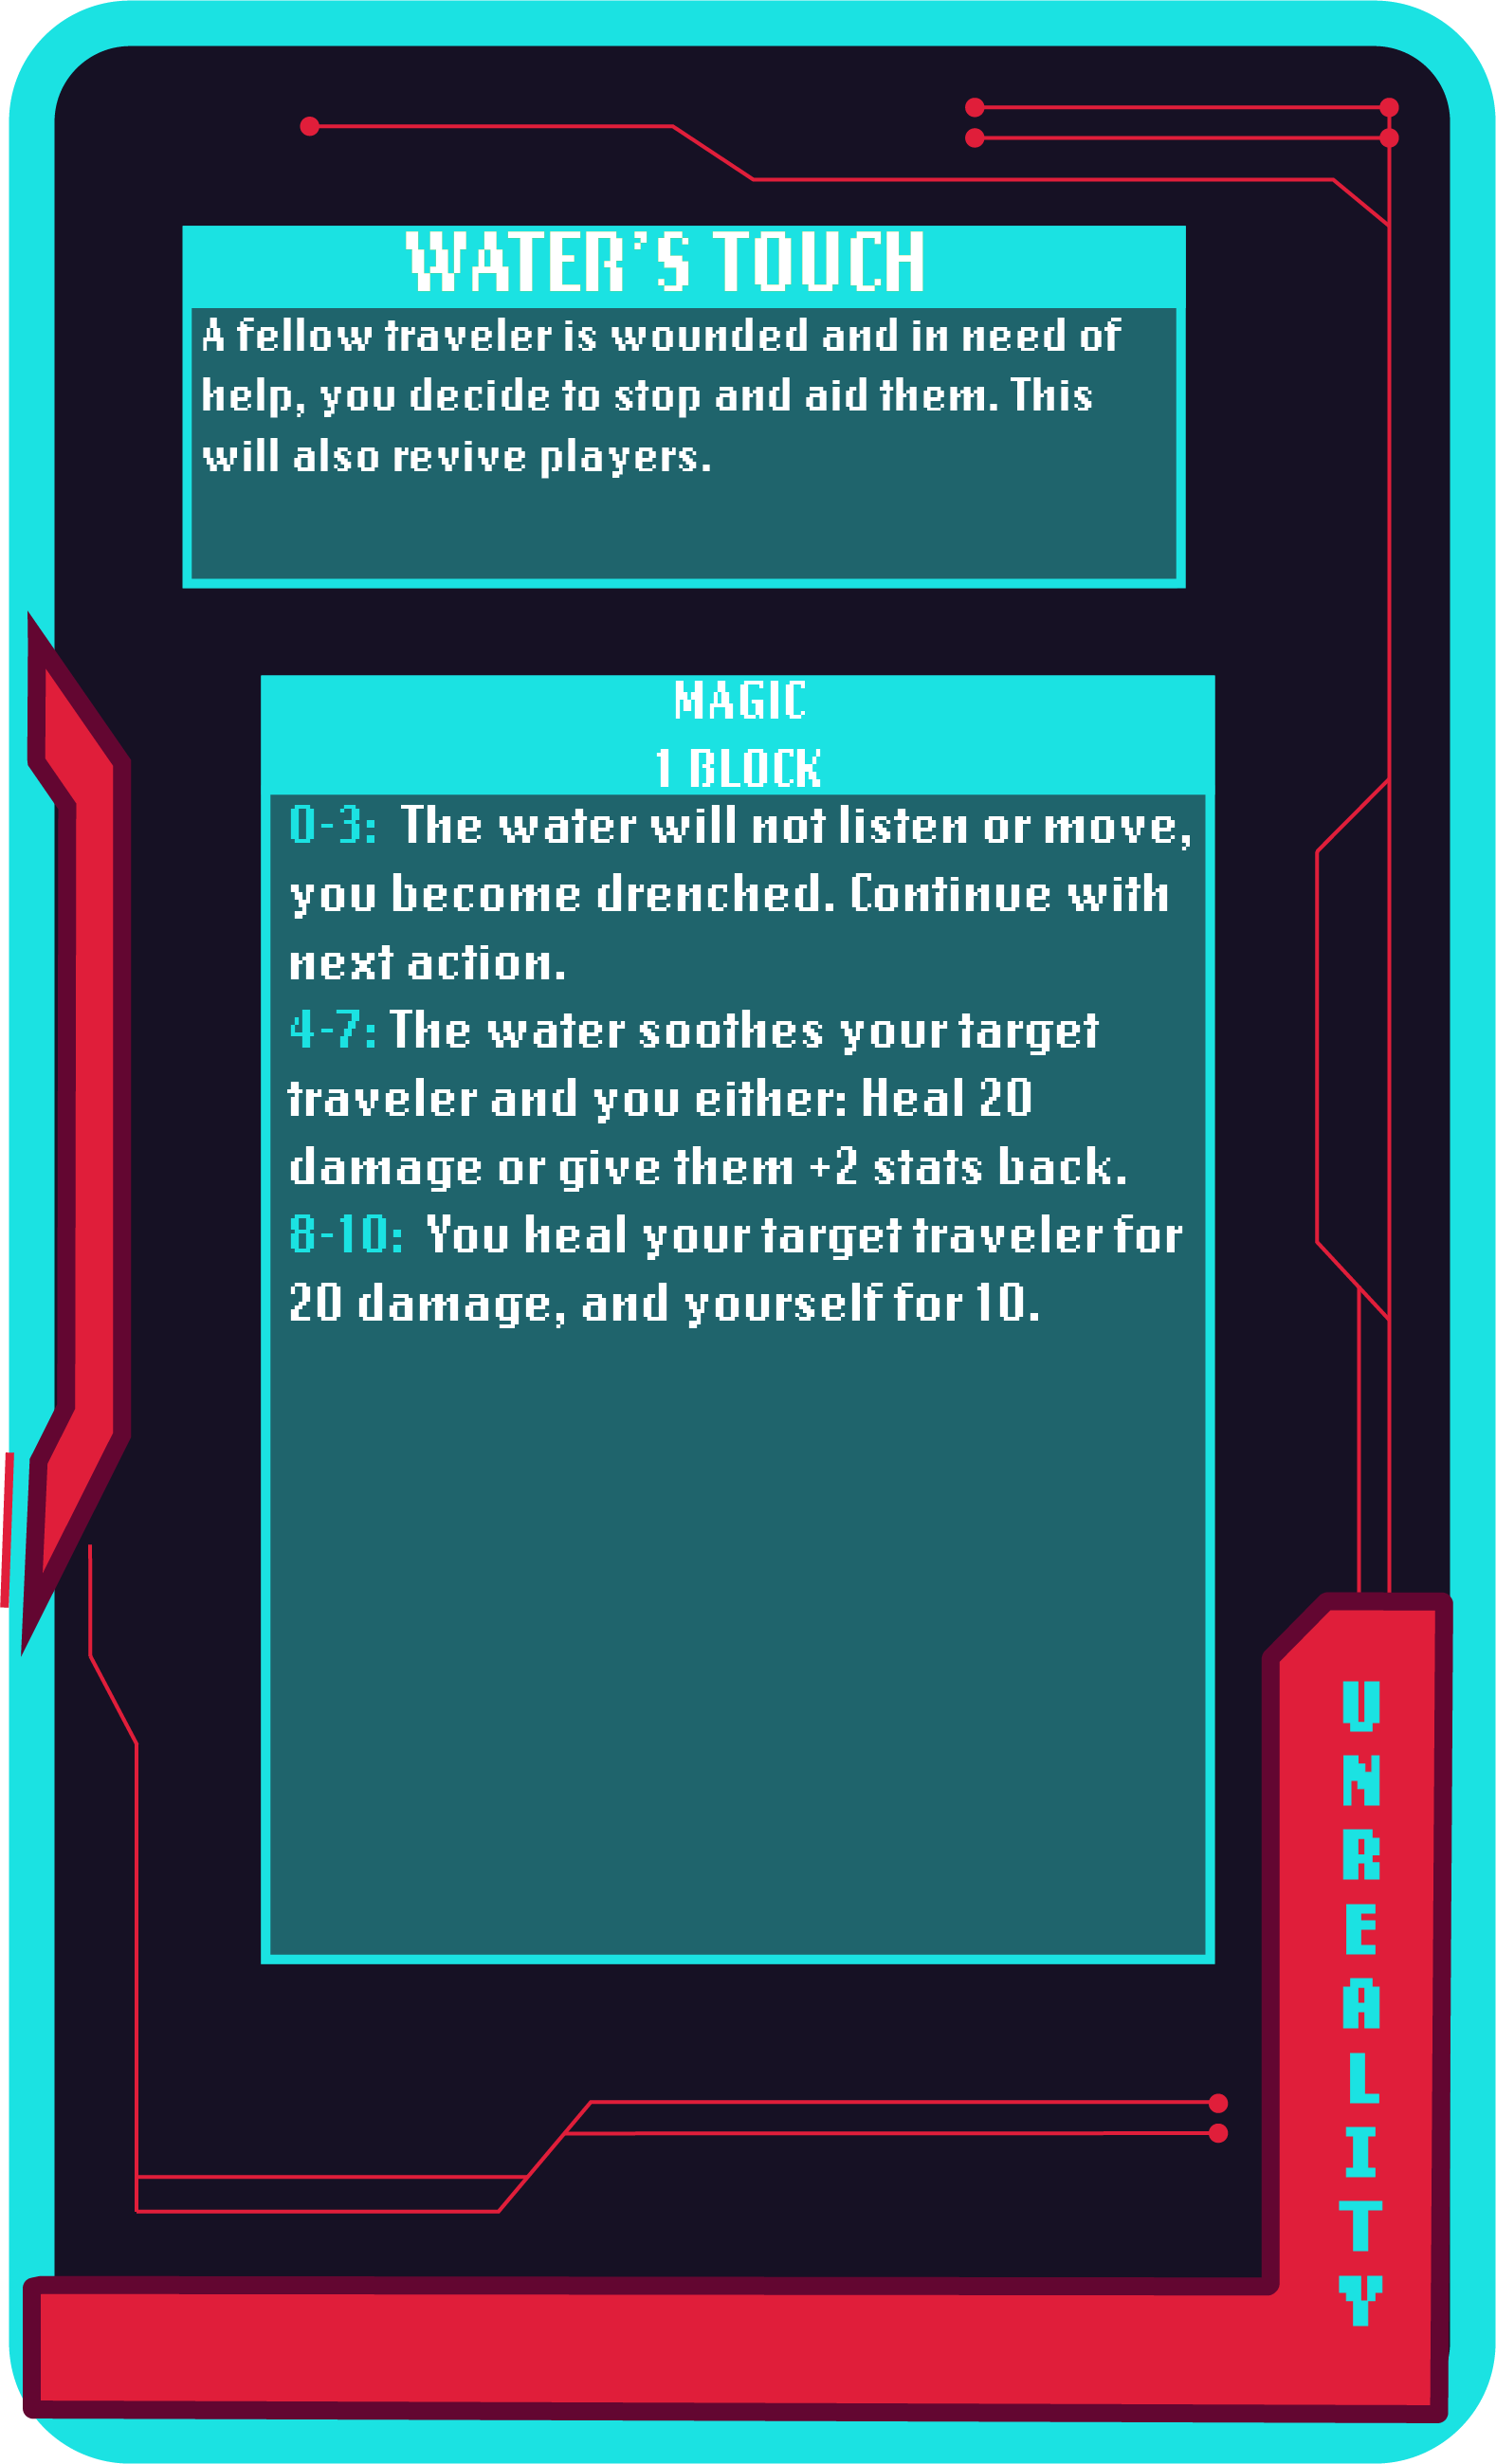 WATER'S TOUCH
A fellow traveler is wounded and in need of
help, you decide to stop and aid them. This
will also revive players.
MAGIC
1 BLOCK
0-3: The water will not listen or move,
you become drenched. Continue with
next action.
4-7: The water soothes your target
traveler and you either: Heal 20
damage or give them +2 stats back.
8-10: You heal your target traveler for
20 damage, and yourself for 10.
UNREALITY